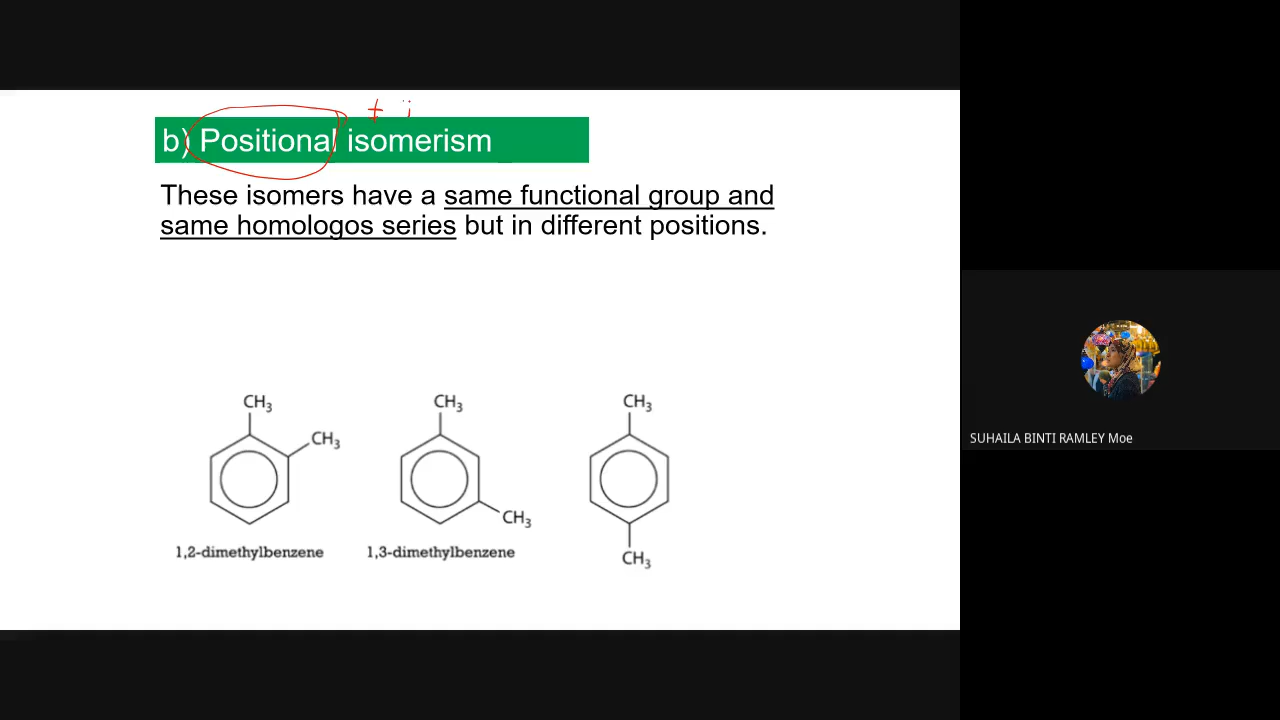 b) Positional isomerism
These isomers have a same functional group and
same homologos series but in different positions.
CH₃ CH₃ CH₃
CH₃
CH₃
CH₃
1,2-dimethylbenzene 1,3-dimethylbenzene
SUHAILA BINTI RAMLEY Moe